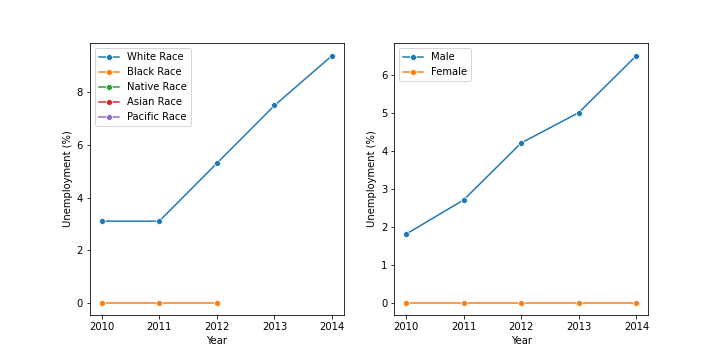 White Race
Black Race
Native Race
Asian Race
Pacific Race
Unemployment (%)
8
6
4
2
0
2010 2011 2012 2013 2014
Year
Male
Female
Unemployment (%)
6
5
4
3
2
1
0
2010 2011 2012 2013 2014
Year